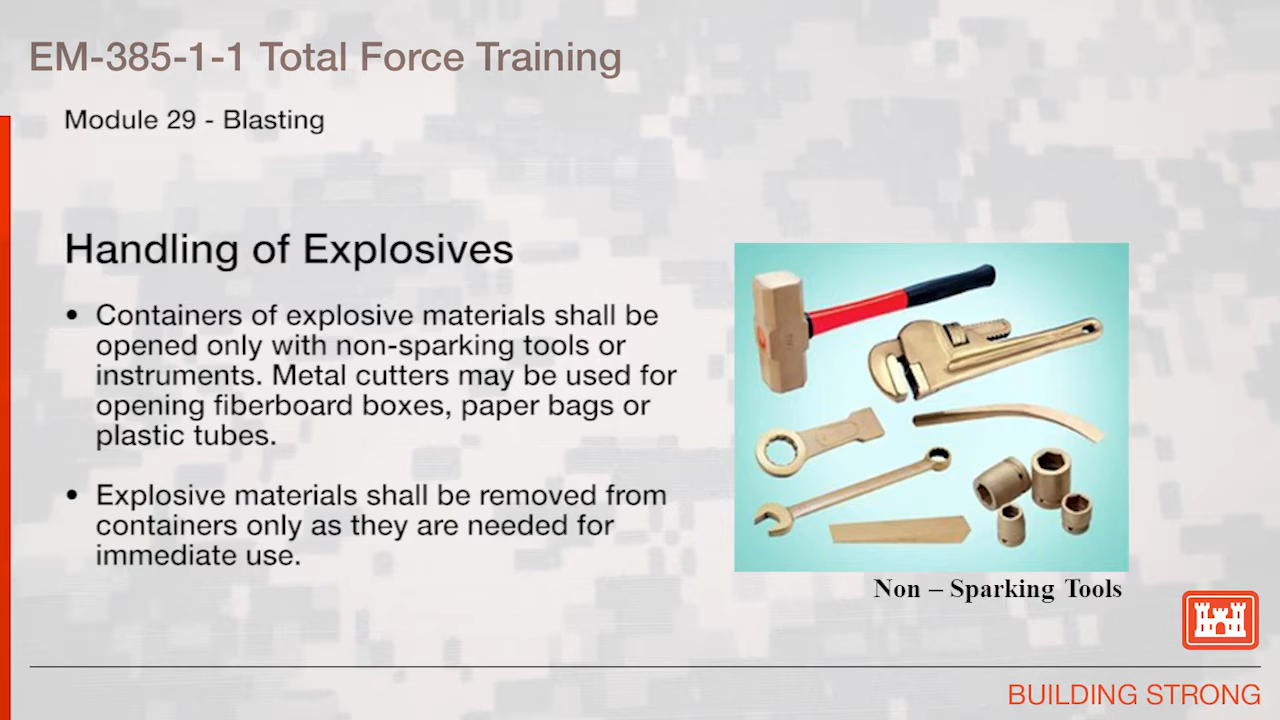 EM-385-1-1 Total Force Training
Module 29 - Blasting
Handling of Explosives
• Containers of explosive materials shall be
opened only with non-sparking tools or
instruments. Metal cutters may be used for
opening fiberboard boxes, paper bags or
plastic tubes.
• Explosive materials shall be removed from
containers only as they are needed for
immediate use.
Non – Sparking Tools
BUILDING STRONG